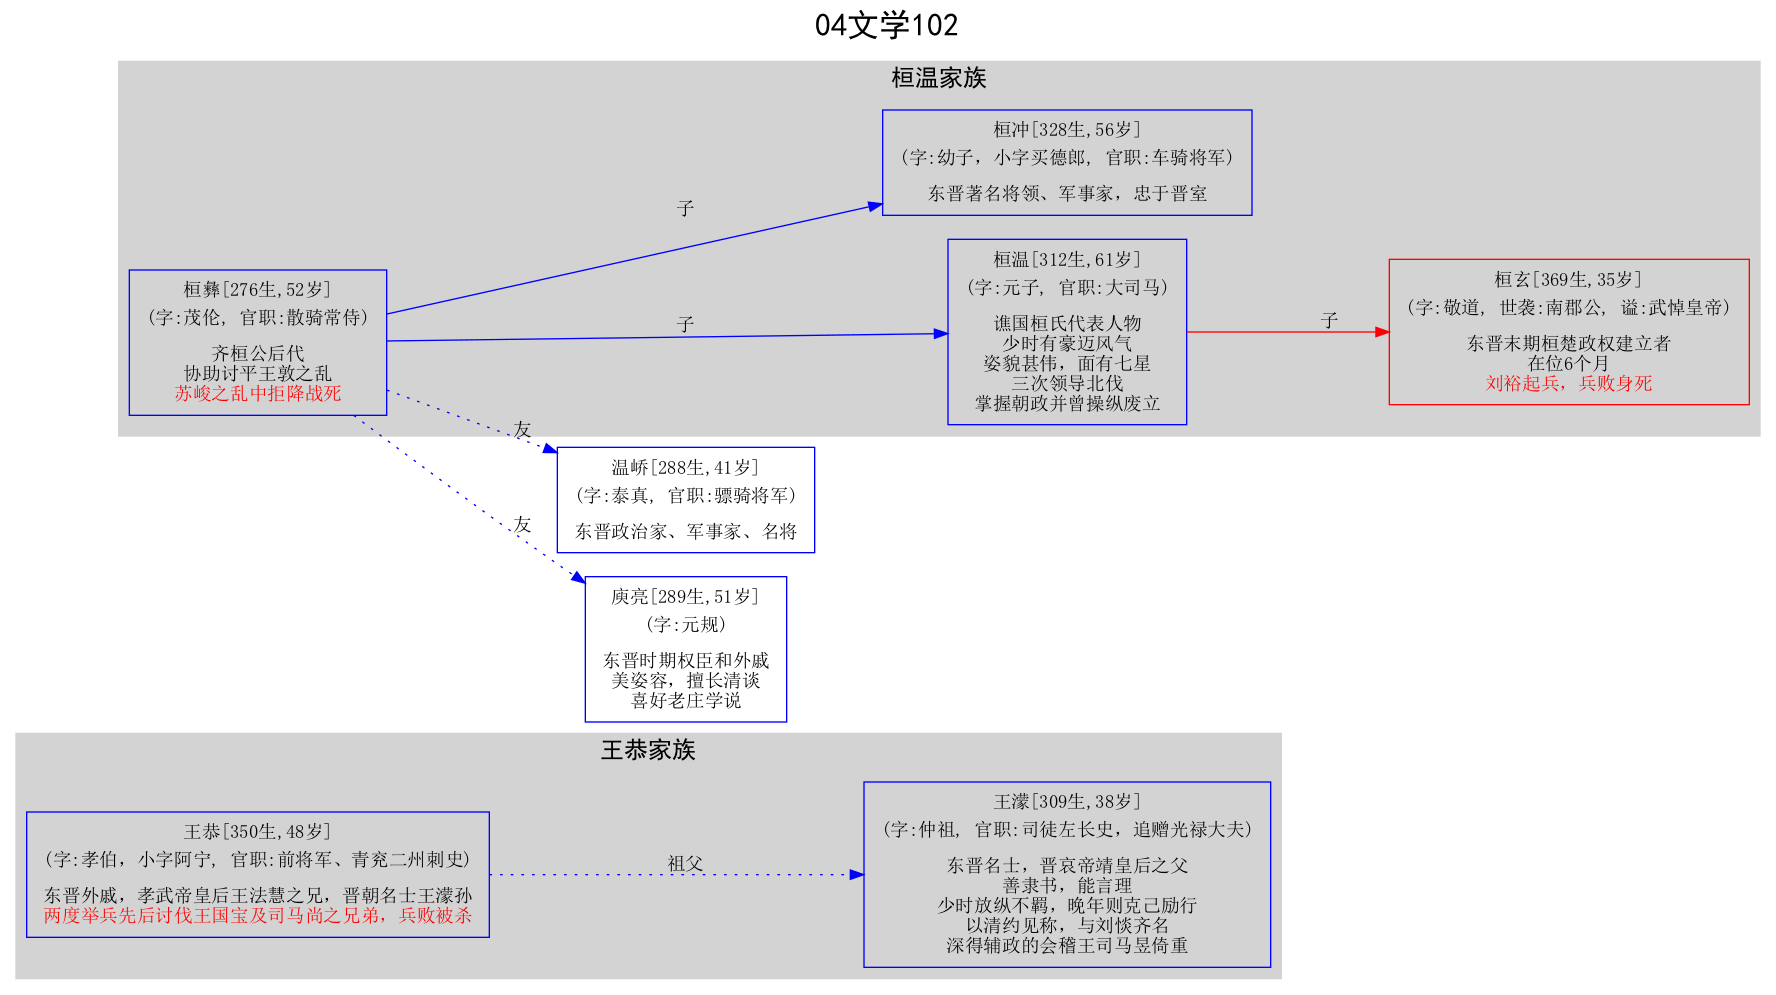 04文学102
桓温家族
桓冲[328生,56岁]
(字:幼子，小字买德郎, 官职:车骑将军)
东晋著名将领、军事家，忠于晋室
子
桓彝[276生,52岁]
(字:茂伦, 官职:散骑常侍)
齐桓公后代
协助讨平王敦之乱
苏峻之乱中拒降战死
子
桓温[312生,61岁]
(字:元子, 官职:大司马)
谯国桓氏代表人物
少时有豪迈风气
姿貌甚伟，面有七星
三次领导北伐
掌握朝政并曾操纵废立
子
桓玄[369生,35岁]
(字:敬道, 世袭:南郡公, 谥:武悼皇帝)
东晋末期桓楚政权建立者
在位6个月
刘裕起兵，兵败身死
友
温峤[288生,41岁]
(字:泰真, 官职:骠骑将军)
东晋政治家、军事家、名将
友
庾亮[289生,51岁]
(字:元规)
东晋时期权臣和外戚
美姿容，擅长清谈
喜好老庄学说
王恭家族
王恭[350生,48岁]
(字:孝伯，小字阿宁, 官职:前将军、青兖二州刺史)
东晋外戚，孝武帝皇后王法慧之兄，晋朝名士王濛孙
两度举兵先后讨伐王国宝及司马尚之兄弟，兵败被杀
祖父
王濛[309生,38岁]
(字:仲祖, 官职:司徒左长史，追赠光禄大夫)
东晋名士，晋哀帝靖皇后之父
善隶书，能言理
少时放纵不羁，晚年则克己励行
以清约见称，与刘惔齐名
深得辅政的会稽王司马昱倚重